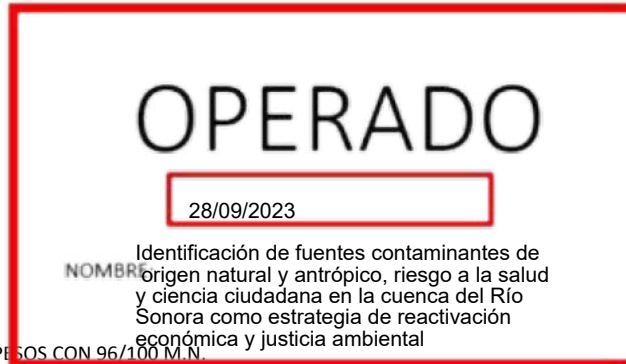 OPERADO
28/09/2023
Identificación de fuentes contaminantes de
NOMBRE: origen natural y antrópico, riesgo a la salud
y ciencia ciudadana en la cuenca del Río
Sonora como estrategia de reactivación
económica y justicia ambiental
PESOS CON 96/100 M.N.